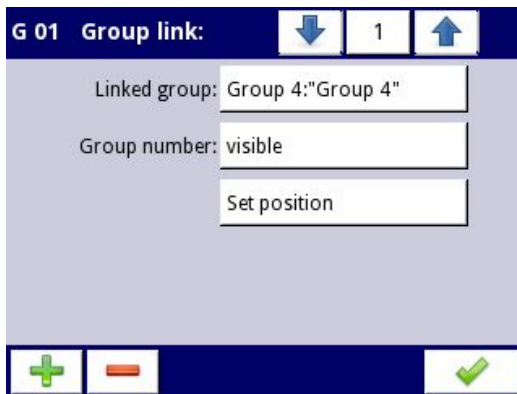 G 01 Group link: 1
Linked group: Group 4:"Group 4"
Group number: visible
Set position